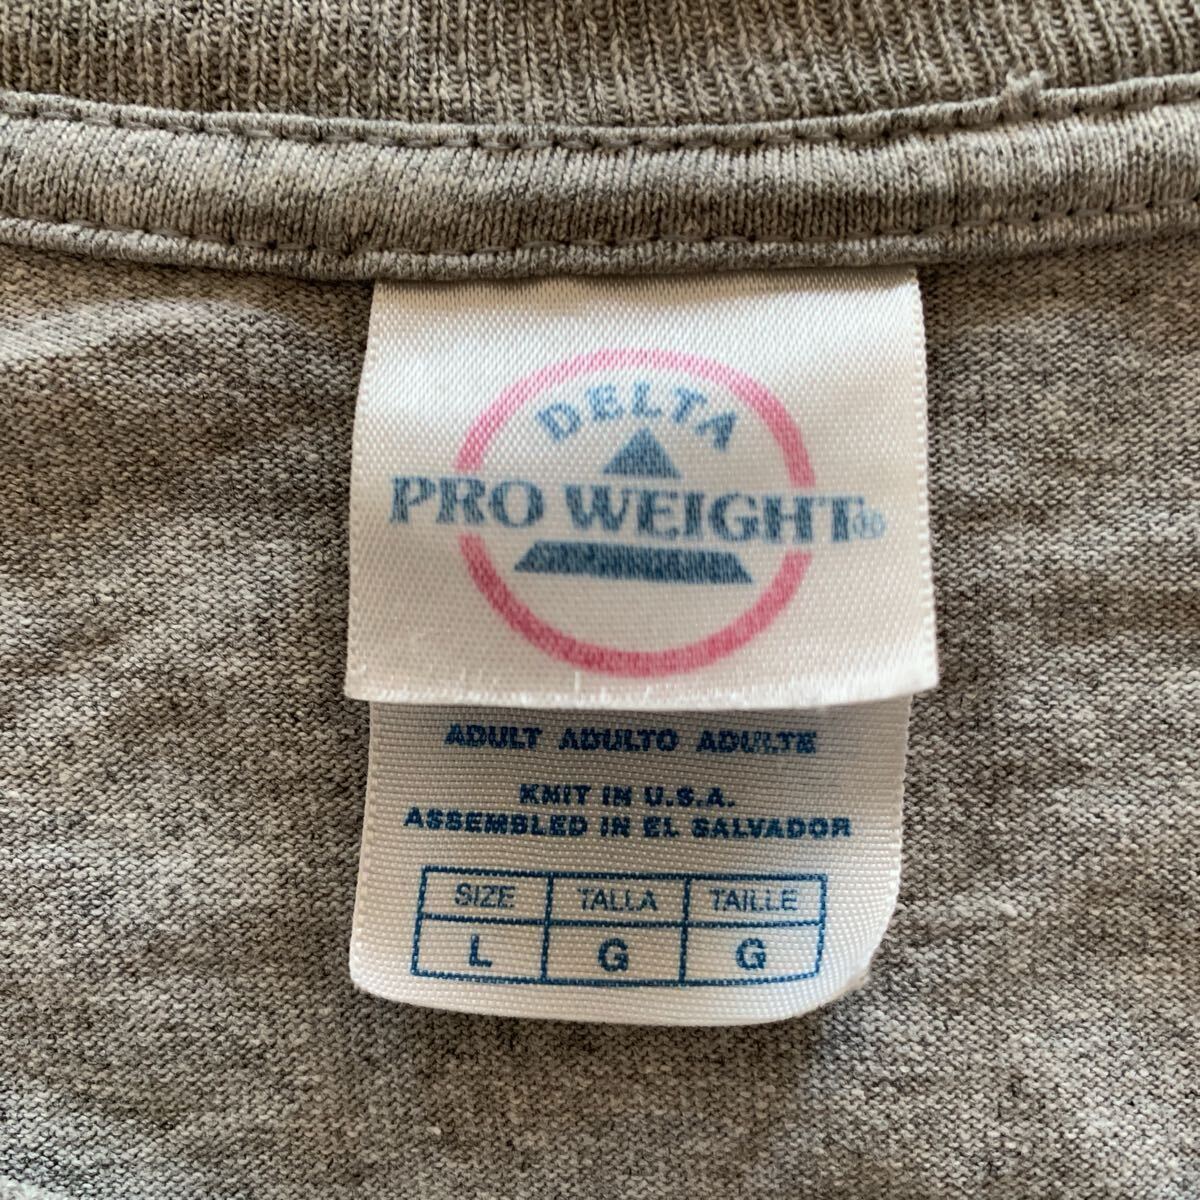 DELTA
PRO WEIGHT®
ADULT ADULTO ADULTE
KNIT IN U.S.A.
ASSEMBLED IN EL SALVADOR
SIZE TALLA TAILLE
L G G